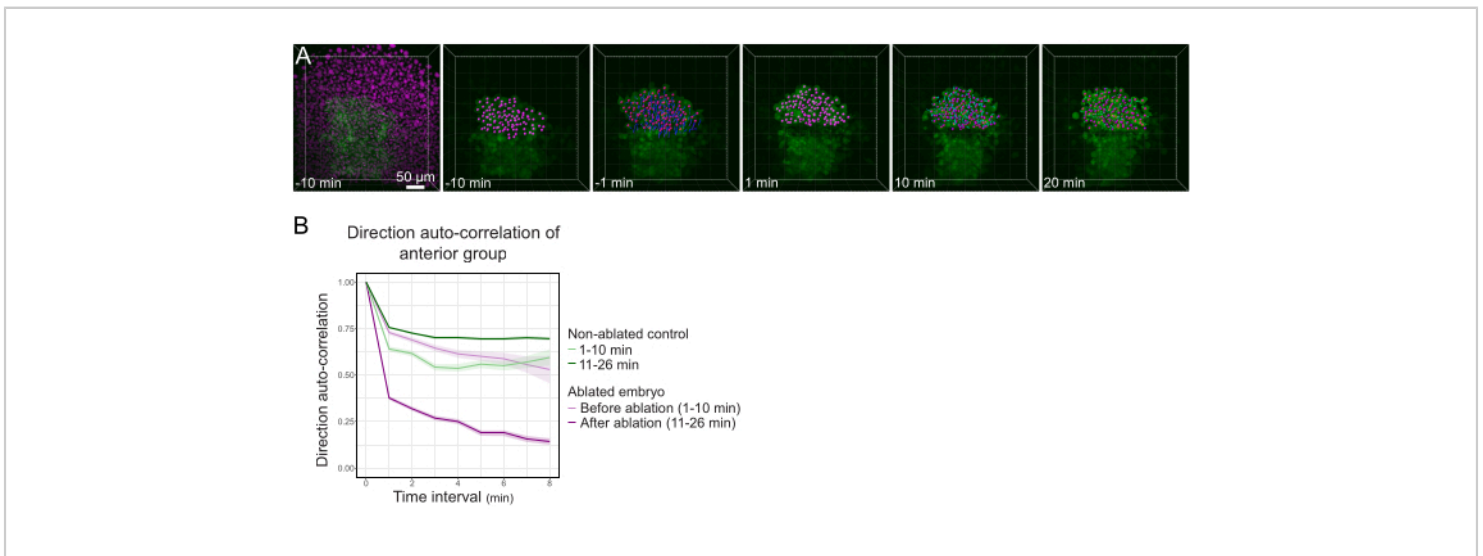 A
-10 min
50 µm
-10 min
-1 min
1 min
10 min
20 min
B
Direction auto-correlation of
anterior group
Direction auto-correlation
1.00
0.75
0.50
0.25
0.00
0
2
4
6
8
Time interval (min)
Non-ablated control
1-10 min
11-26 min
Ablated embryo
Before ablation (1-10 min)
After ablation (11-26 min)